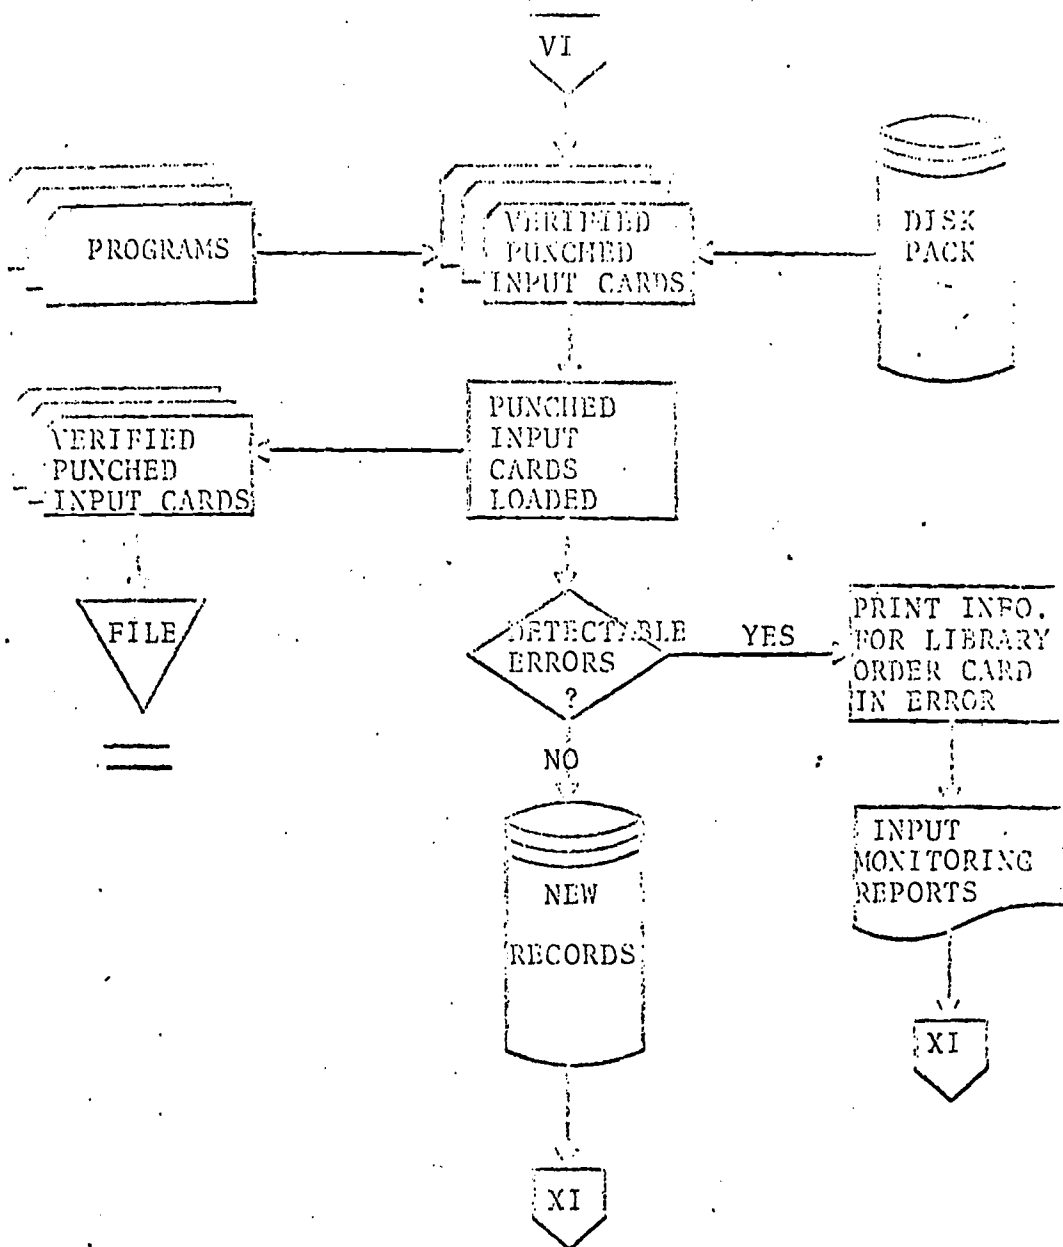 VI
PROGRAMS
VERIFIED
PUNCHED
INPUT CARDS
DISK
PACK
VERIFIED
PUNCHED
INPUT CARDS
PUNCHED
INPUT
CARDS
LOADED
FILE
DETECTABLE
ERRORS
?
YES
PRINT INFO.
FOR LIBRARY
ORDER CARD
IN ERROR
NO
INPUT
MONITORING
REPORTS
NEW
RECORDS
XI
XI